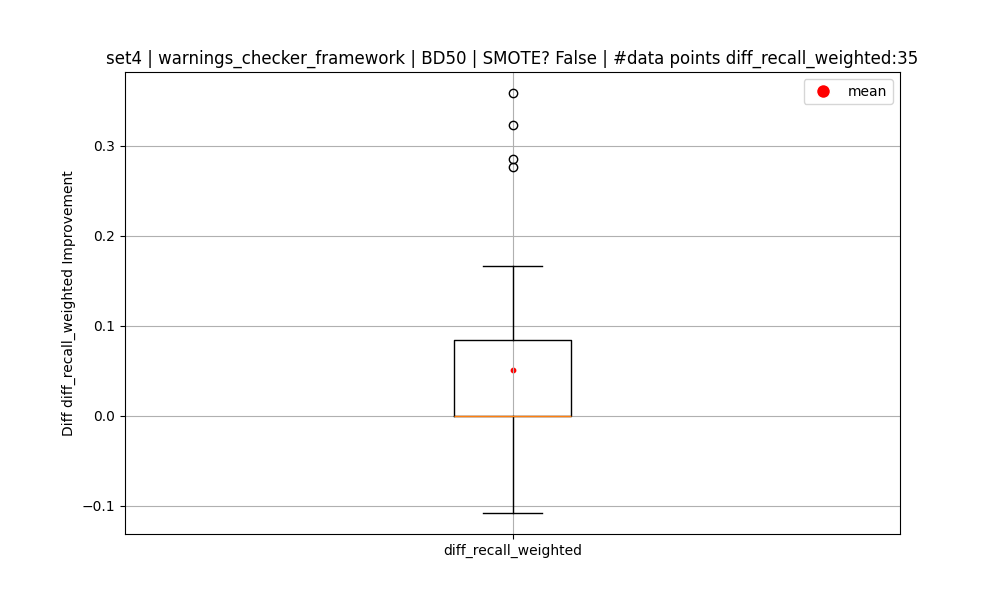 set4 | warnings_checker_framework | BD50 | SMOTE? False | #data points diff_recall_weighted:35
mean
0.3
0.2
0.1
0.0
−0.1
Diff diff_recall_weighted Improvement
diff_recall_weighted